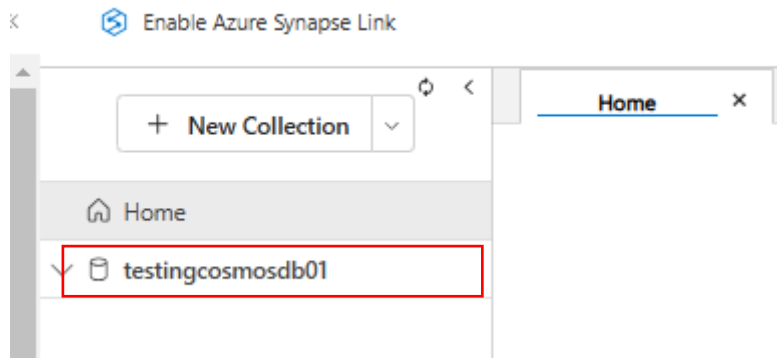 Enable Azure Synapse Link
+ New Collection
Home
Home
testingcosmosdb01